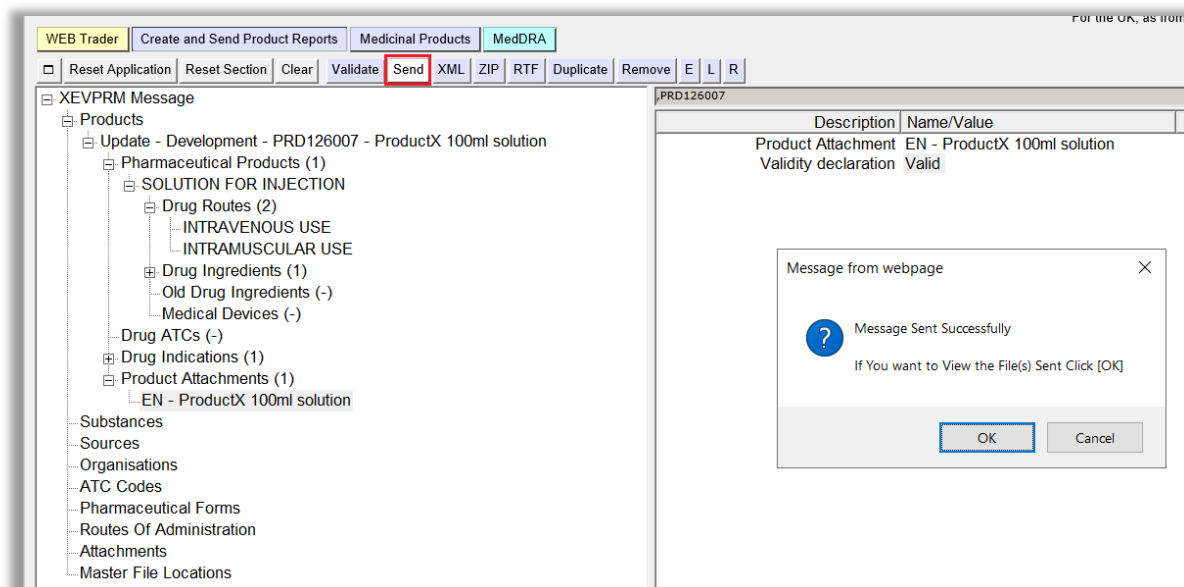 For the UK, as from
WEB Trader Create and Send Product Reports Medicinal Products MedDRA
Reset Application Reset Section Clear Validate Send XML ZIP RTF Duplicate Remove E L R
XEVPRM Message
Products
Update - Development - PRD126007 - ProductX 100ml solution
Pharmaceutical Products (1)
SOLUTION FOR INJECTION
Drug Routes (2)
INTRAVENOUS USE
INTRAMUSCULAR USE
Drug Ingredients (1)
Old Drug Ingredients (-)
Medical Devices (-)
Drug ATCs (-)
Drug Indications (1)
Product Attachments (1)
EN - ProductX 100ml solution
Substances
Sources
Organisations
ATC Codes
Pharmaceutical Forms
Routes Of Administration
Attachments
Master File Locations
,PRD126007
Description Name/Value
Product Attachment EN - ProductX 100ml solution
Validity declaration Valid
Message from webpage
Message Sent Successfully
If You want to View the File(s) Sent Click [OK]
OK Cancel